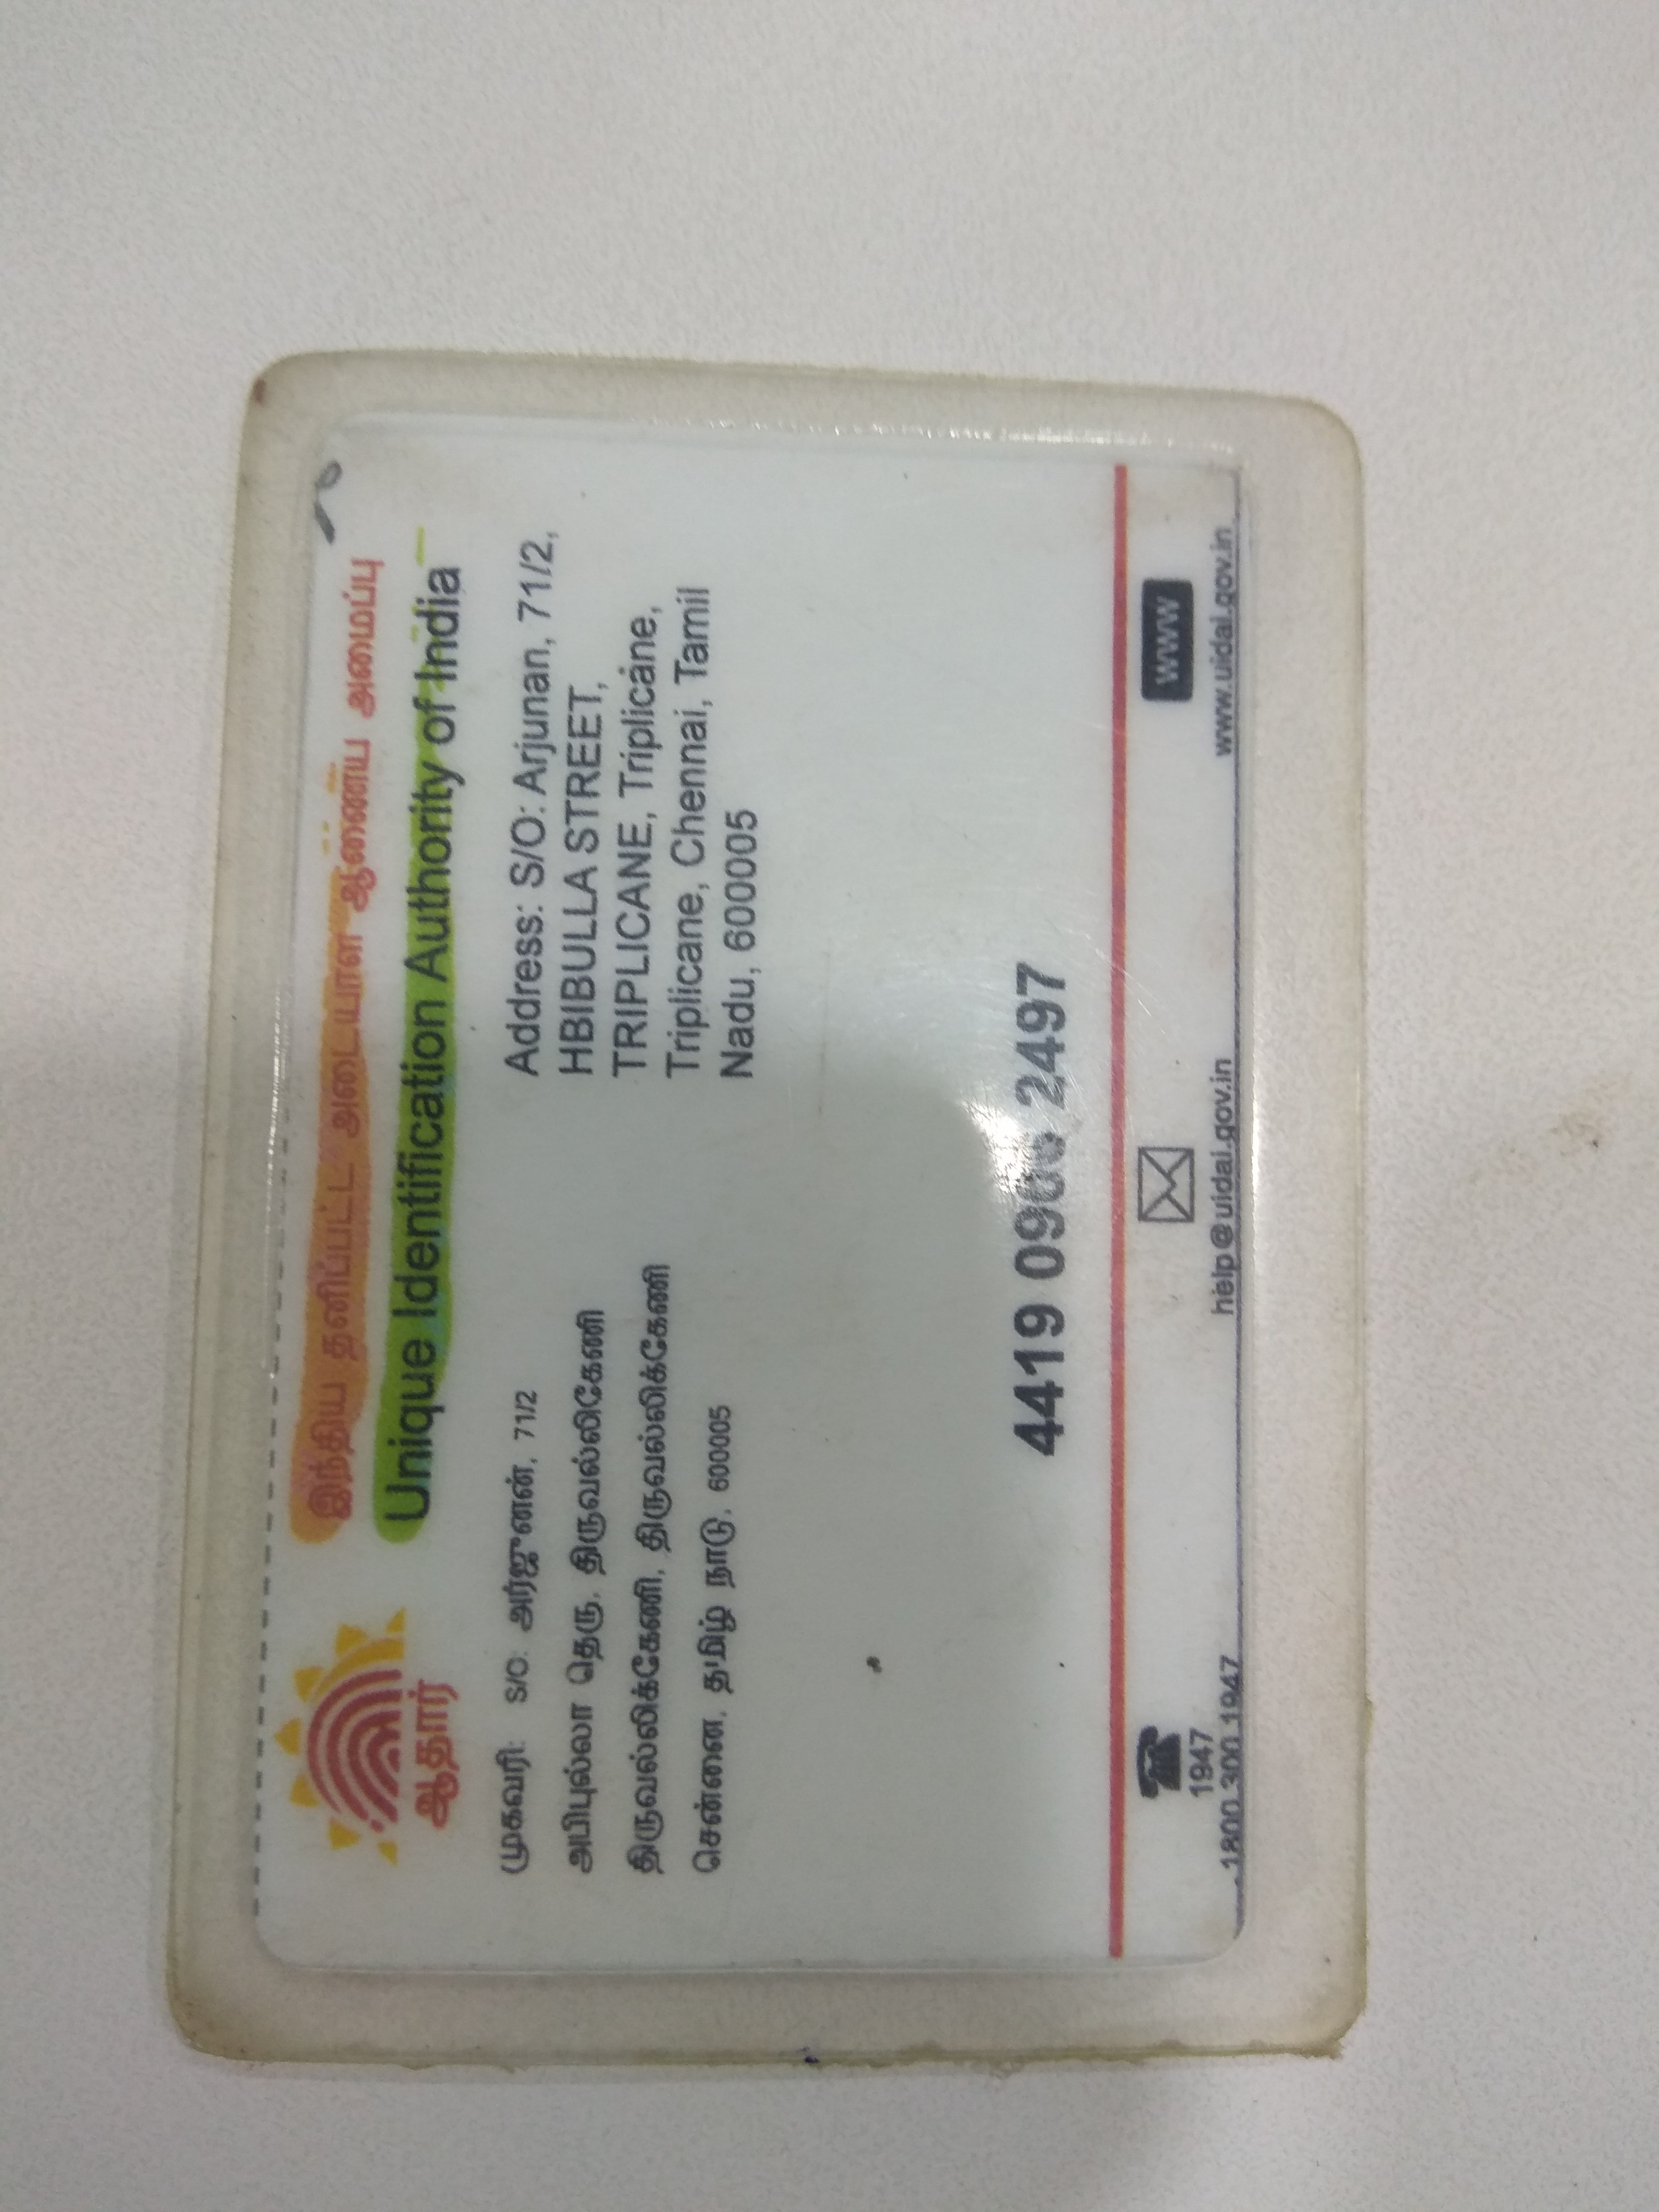 இந்திய தனிப்பட்ட அடையாள ஆணைய அமைப்பு
Unique Identification Authority of India
ஆதார்
முகவரி: S/O: அர்ஜுனன், 71/2
அபிபுல்லா தெரு, திருவல்லிகேணி
திருவல்லிக்கேணி, திருவல்லிக்கேணி
சென்னை, தமிழ் நாடு, 600005
Address: S/O: Arjunan, 71/2,
HBIBULLA STREET,
TRIPLICANE, Triplicane,
Triplicane, Chennai, Tamil
Nadu, 600005
4419 2497
1947
1800 300 1947
help@uidai.gov.in
WWW
www.uidai.gov.in